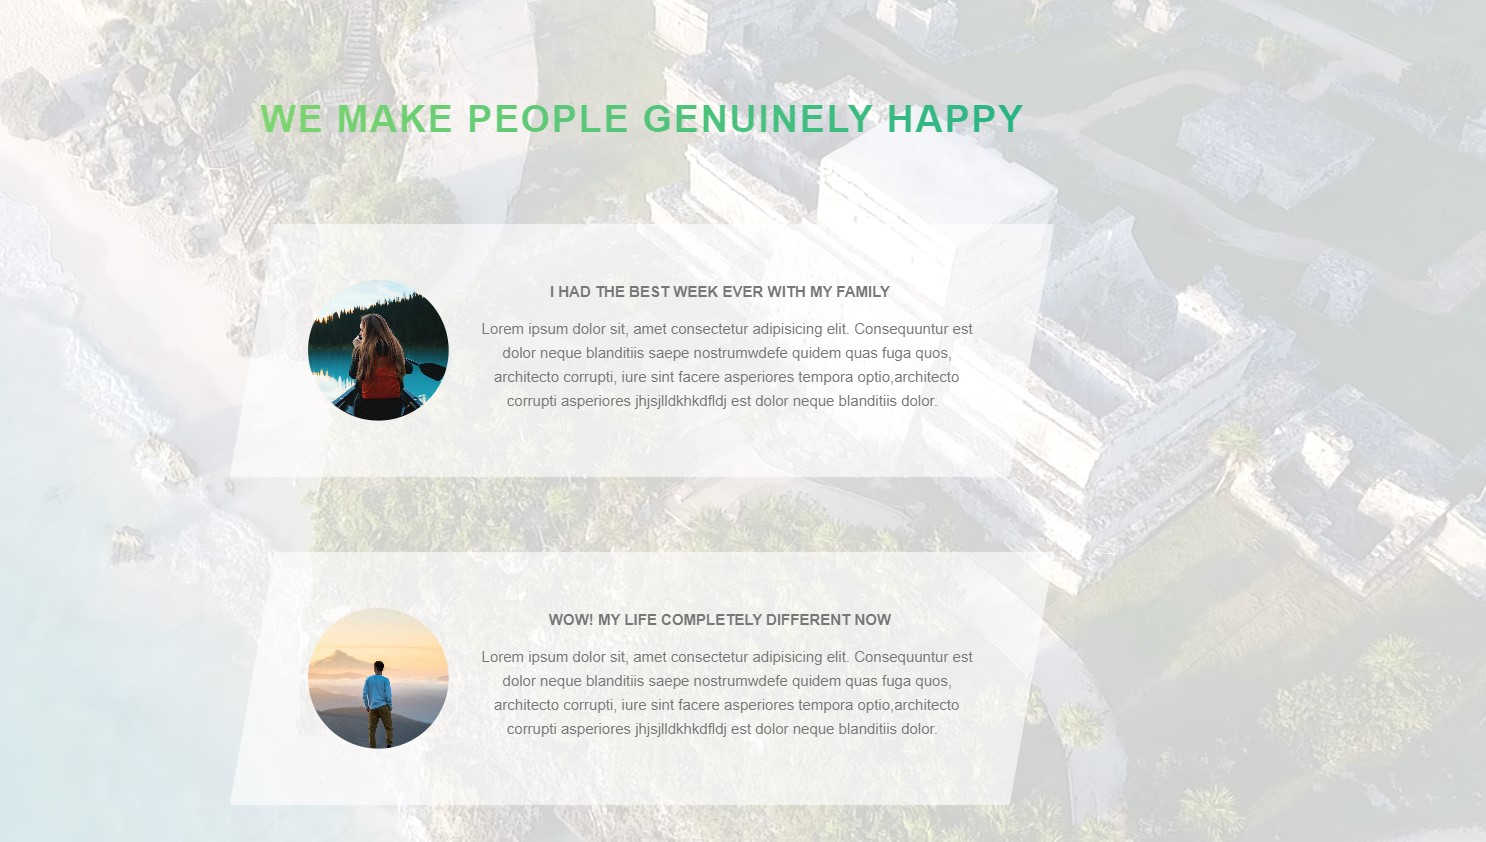 WE MAKE PEOPLE GENUINELY HAPPY
I HAD THE BEST WEEK EVER WITH MY FAMILY
Lorem ipsum dolor sit, amet consectetur adipisicing elit. Consequuntur est
dolor neque blanditiis saepe nostrumwdefe quidem quas fuga quos,
architecto corrupti, iure sint facere asperiores tempora optio,architecto
corrupti asperiores jhjsjlldkhkdfldj est dolor neque blanditiis dolor.
WOW! MY LIFE COMPLETELY DIFFERENT NOW
Lorem ipsum dolor sit, amet consectetur adipisicing elit. Consequuntur est
dolor neque blanditiis saepe nostrumwdefe quidem quas fuga quos,
architecto corrupti, iure sint facere asperiores tempora optio,architecto
corrupti asperiores jhjsjlldkhkdfldj est dolor neque blanditiis dolor.